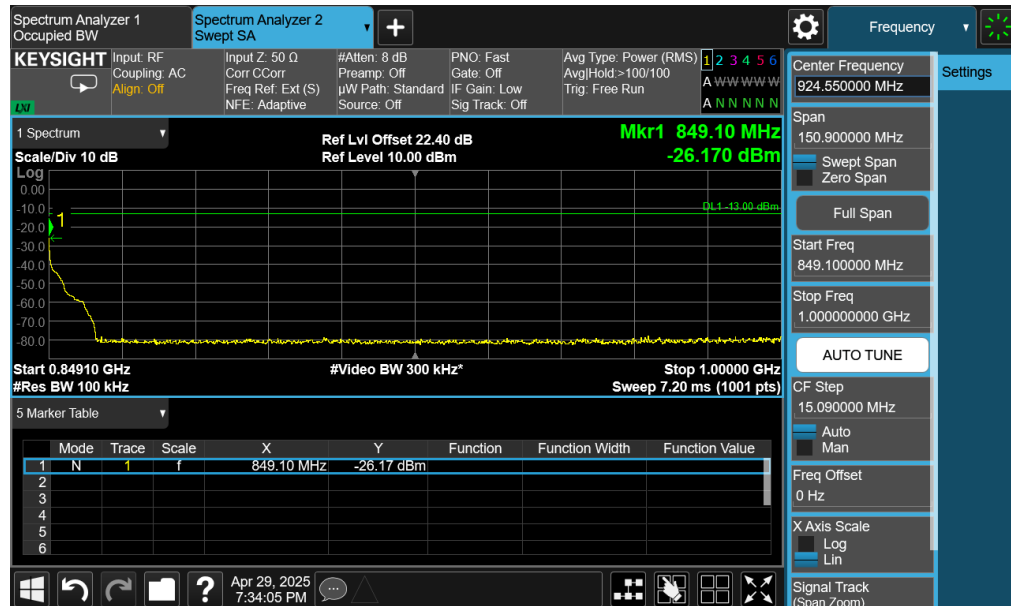 Spectrum Analyzer 1
Occupied BW
Spectrum Analyzer 2
Swept SA
+
Frequency
KEYSIGHT
Input: RF
Coupling: AC
Align: Off
Input Z: 50 Ω
Corr CCorr
Freq Ref: Ext (S)
NFE: Adaptive
#Atten: 8 dB
Preamp: Off
µW Path: Standard
Source: Off
PNO: Fast
Gate: Off
IF Gain: Low
Sig Track: Off
Avg Type: Power (RMS)
Avg|Hold:>100/100
Trig: Free Run
1 2 3 4 5 6
A W W W W W
A N N N N N
LXI
1 Spectrum
Scale/Div 10 dB
Ref Lvl Offset 22.40 dB
Ref Level 10.00 dBm
Mkr1 849.10 MHz
-26.170 dBm
Log
0.00
-10.0
-20.0
-30.0
-40.0
-50.0
-60.0
-70.0
-80.0
1
DL1 -13.00 dBm
Start 0.84910 GHz
#Video BW 300 kHz*
Stop 1.00000 GHz
#Res BW 100 kHz
Sweep 7.20 ms (1001 pts)
5 Marker Table
Mode Trace Scale X Y Function Function Width Function Value
1 N 1 f 849.10 MHz -26.17 dBm
2
3
4
5
6
?
Apr 29, 2025
7:34:05 PM
Center Frequency
924.550000 MHz
Span
150.900000 MHz
Swept Span
Zero Span
Full Span
Start Freq
849.100000 MHz
Stop Freq
1.000000000 GHz
AUTO TUNE
CF Step
15.090000 MHz
Auto
Man
Freq Offset
0 Hz
X Axis Scale
Log
Lin
Signal Track
(Span Zoom)
Settings